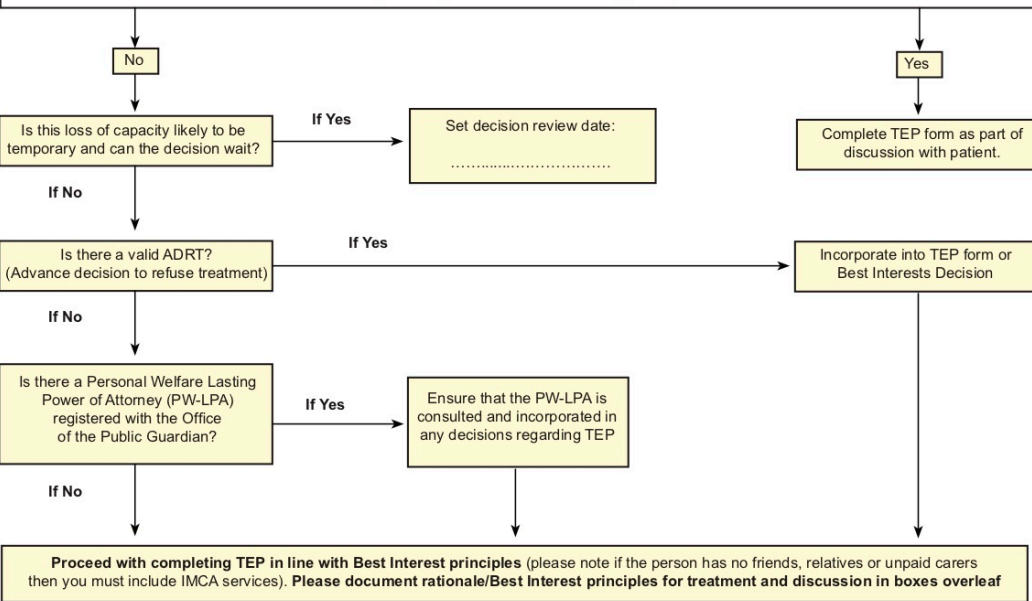 No
Yes
Is this loss of capacity likely to be
temporary and can the decision wait?
If Yes
Set decision review date:
.....................................
Complete TEP form as part of
discussion with patient.
If No
Is there a valid ADRT?
(Advance decision to refuse treatment)
If Yes
Incorporate into TEP form or
Best Interests Decision
If No
Is there a Personal Welfare Lasting
Power of Attorney (PW-LPA)
registered with the Office
of the Public Guardian?
If Yes
Ensure that the PW-LPA is
consulted and incorporated in
any decisions regarding TEP
If No
Proceed with completing TEP in line with Best Interest principles (please note if the person has no friends, relatives or unpaid carers
then you must include IMCA services). Please document rationale/Best Interest principles for treatment and discussion in boxes overleaf